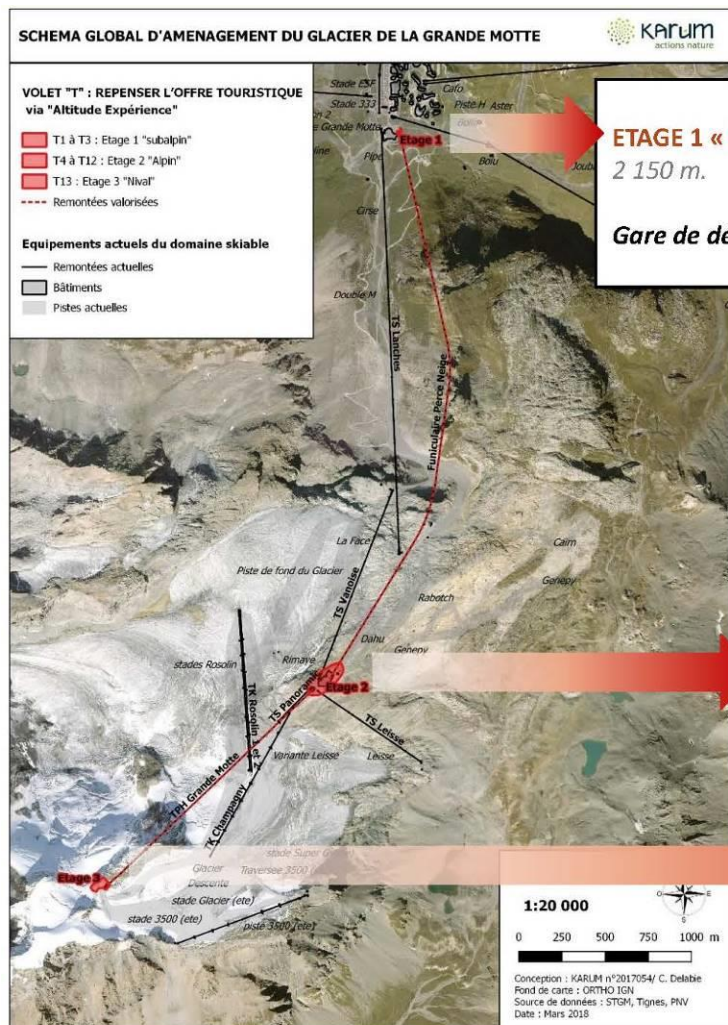 SCHEMA GLOBAL D'AMENAGEMENT DU GLACIER DE LA GRANDE MOTTE
KARUM
actions nature
VOLET "T" : REPENSER L'OFFRE TOURISTIQUE
via "Altitude Expérience"
T1 à T3 : Etage 1 "subalpin"
T4 à T12 : Etage 2 "Alpin"
T13 : Etage 3 "Nival"
Remontées valorisées
Equipements actuels du domaine skiable
Remontées actuelles
Bâtiments
Pistes actuelles
Stade ESF
Cafo
Stade 333
Piste H
Aster
Grande Motte
Etage 1
Pipe
Bolu
ETAGE 1 «
2 150 m.
Gare de de
Cirse
Double M
TS Lanches
Funiculaire Perce Neige
La Face
Piste de fond du Glacier
TS Vanoise
Cairn
Genepy
Rabotch
Dahu
Genepy
stades Rosolin
Rimaye
Etage 2
TS Panoramic
TK Rosolin 1 et 2
TS Leisse
Variante Leisse
Leisse
TPH Grande Motte
TK Champagny
Etage 3
stade Super G
Glacier
Traversee 3500
Descente
stade Glacier (ete)
stade 3500 (ete)
piste 3500 (ete)
1:20 000
N
O
E
S
0 250 500 750 1000 m
Conception : KARUM n°2017054/ C. Delabie
Fond de carte : ORTHO IGN
Source de données : STGM, Tignes, PNV
Date : Mars 2018